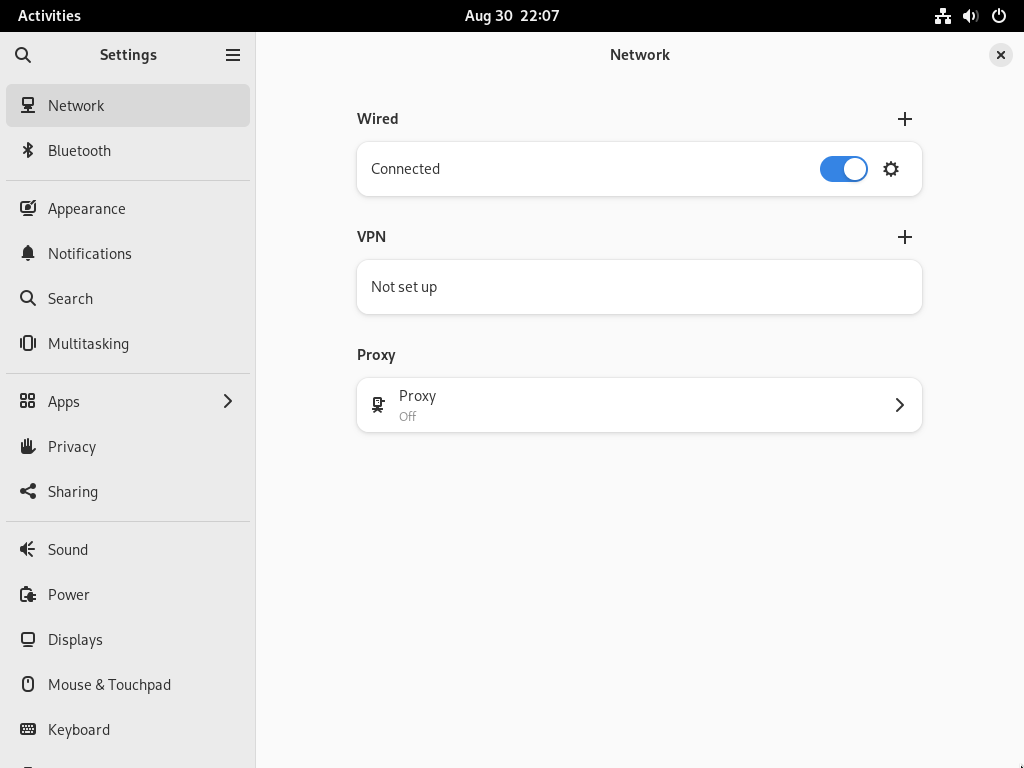 Activities
Aug 30 22:07
Settings
Network
Network
Bluetooth
Appearance
Notifications
Search
Multitasking
Apps
Privacy
Sharing
Sound
Power
Displays
Mouse & Touchpad
Keyboard
Wired
Connected
VPN
Not set up
Proxy
Proxy
Off